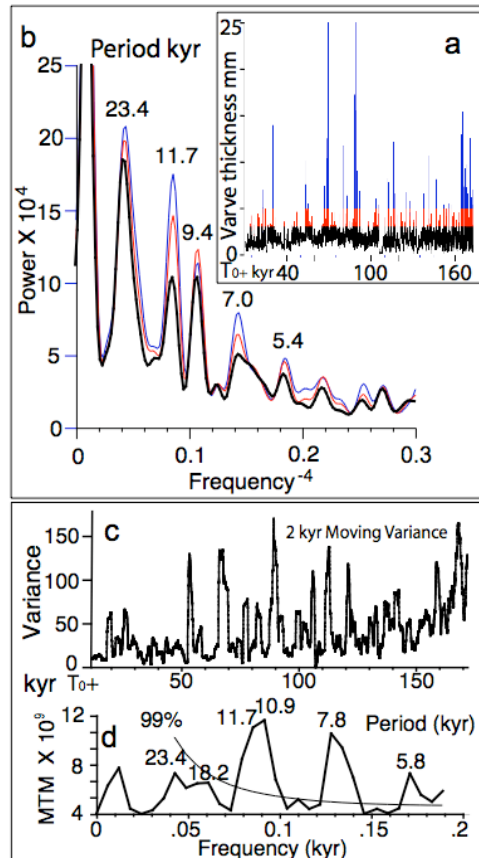 b
Period kyr
25
20
15
10
5
0
Power X 10⁴
23.4
11.7
9.4
7.0
5.4
0 0.1 0.2 0.3
Frequency⁻⁴
a
25
0
Varve thickness mm
T₀+ kyr 40 100 160
c
2 kyr Moving Variance
150
100
50
0
Variance
kyr T₀+ 50 100 150
d
99%
12
8
4
MTM X 10⁹
23.4
18.2
11.7
10.9
7.8
5.8
Period (kyr)
0 .05 0.1 .15 0.2
Frequency (kyr)